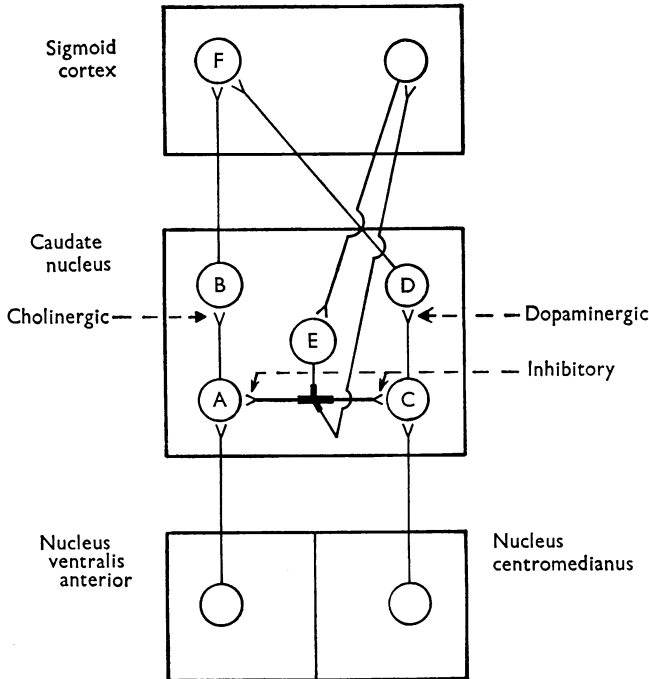 Sigmoid
cortex
F
Caudate
nucleus
B
D
Cholinergic
Dopaminergic
E
Inhibitory
A
C
Nucleus
ventralis
anterior
Nucleus
centromedianus